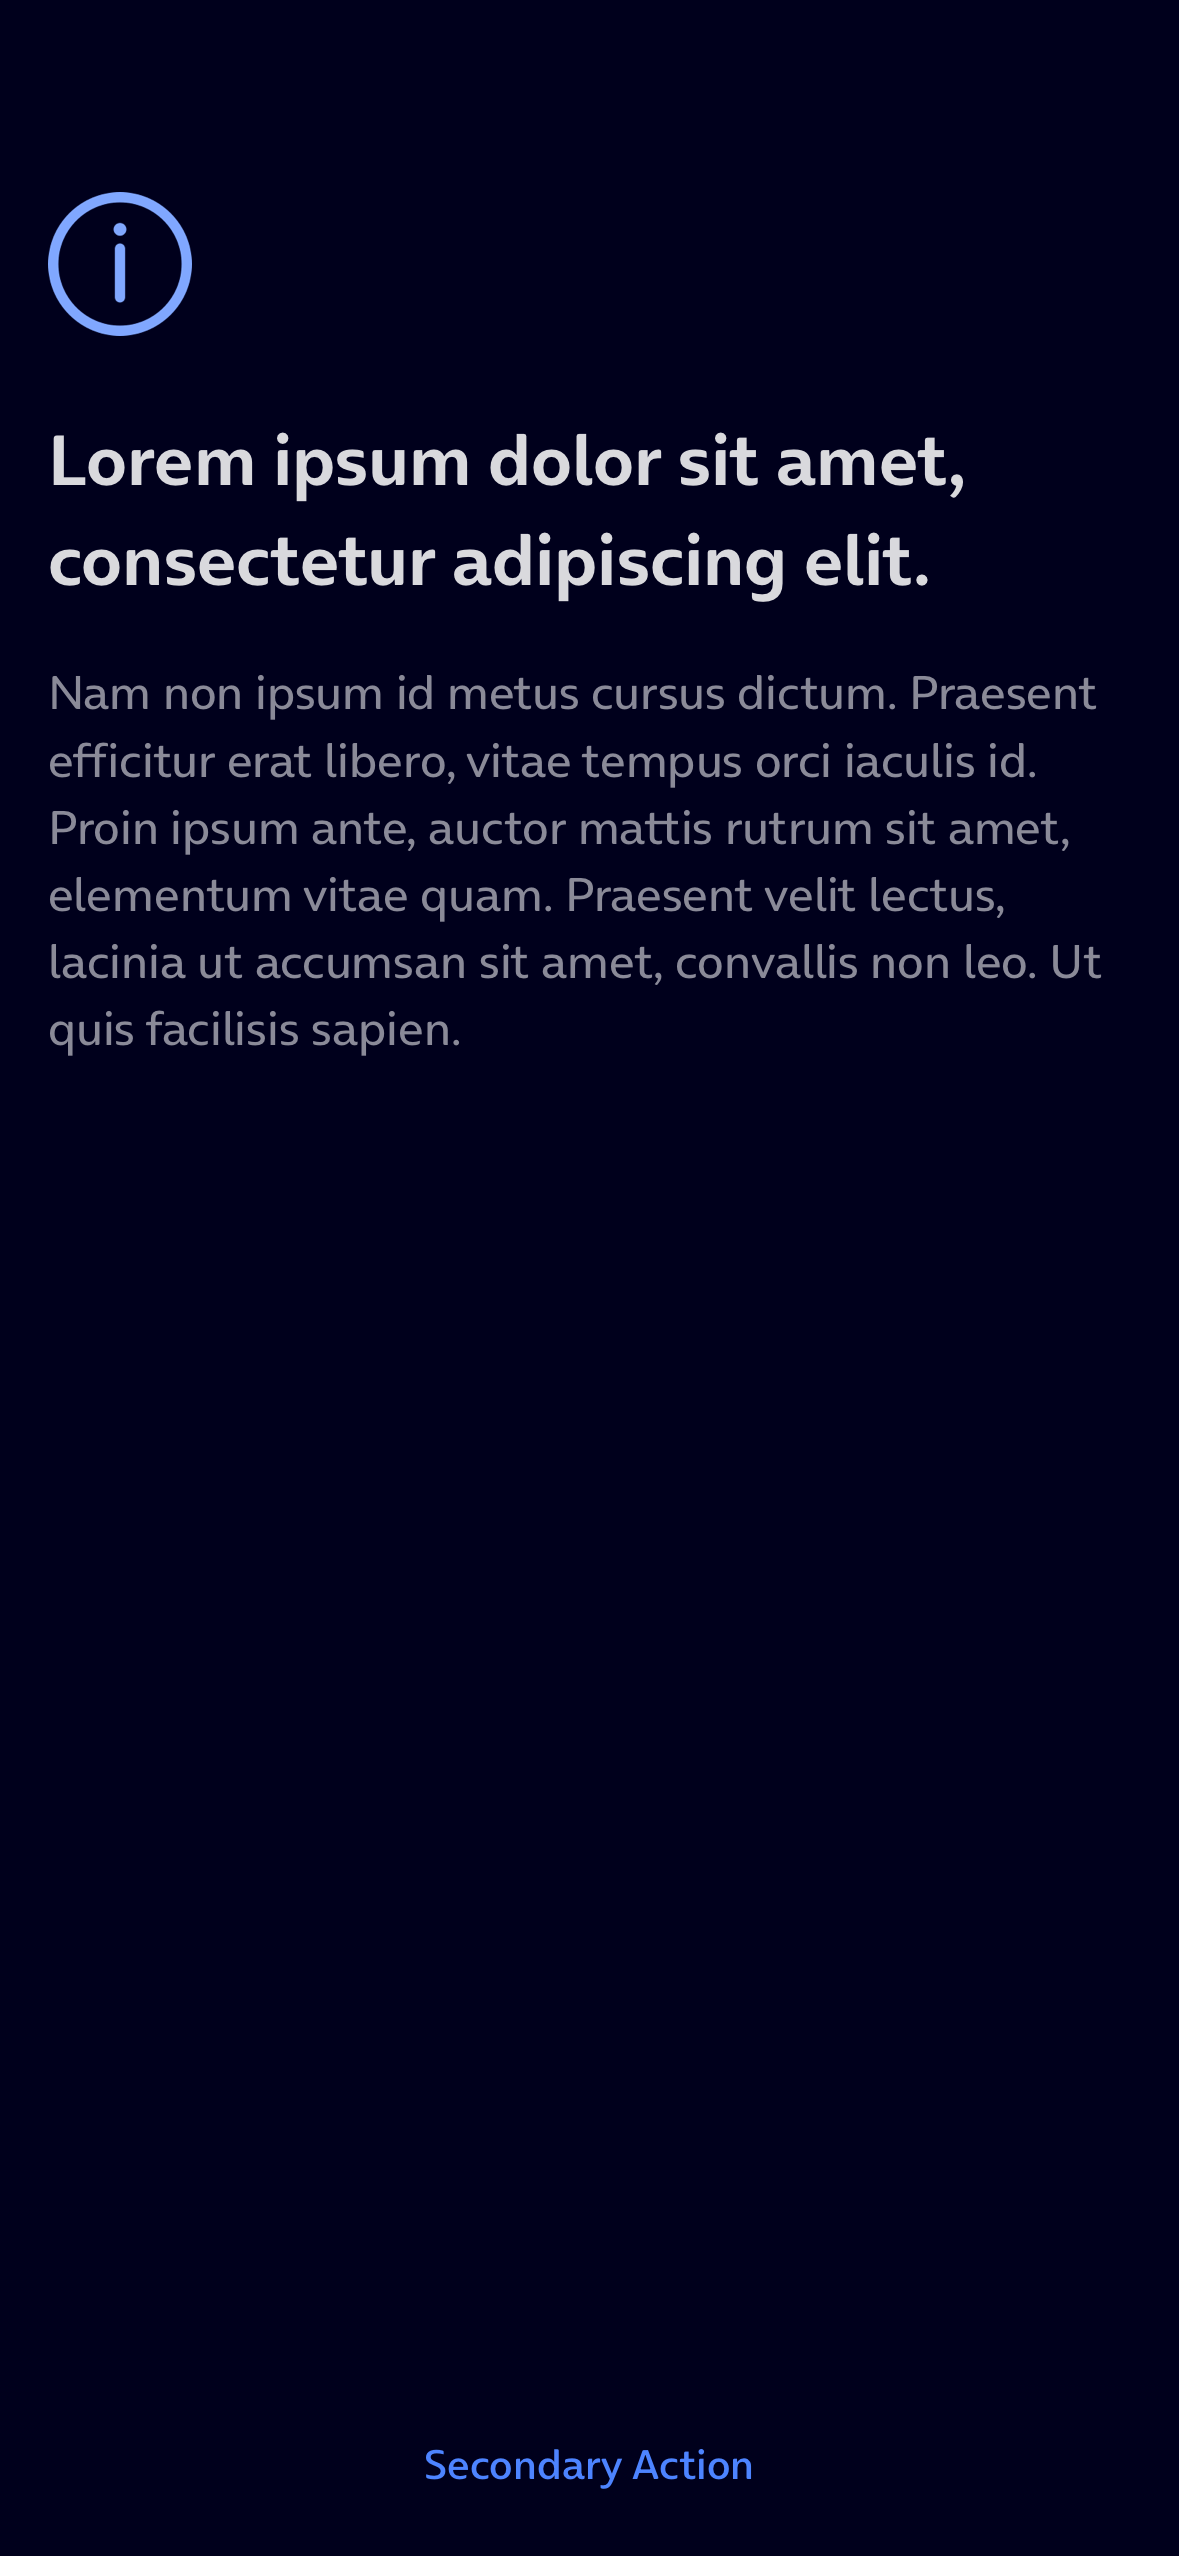 Lorem ipsum dolor sit amet,
consectetur adipiscing elit.
Nam non ipsum id metus cursus dictum. Praesent
efficitur erat libero, vitae tempus orci iaculis id.
Proin ipsum ante, auctor mattis rutrum sit amet,
elementum vitae quam. Praesent velit lectus,
lacinia ut accumsan sit amet, convallis non leo. Ut
quis facilisis sapien.
Secondary Action